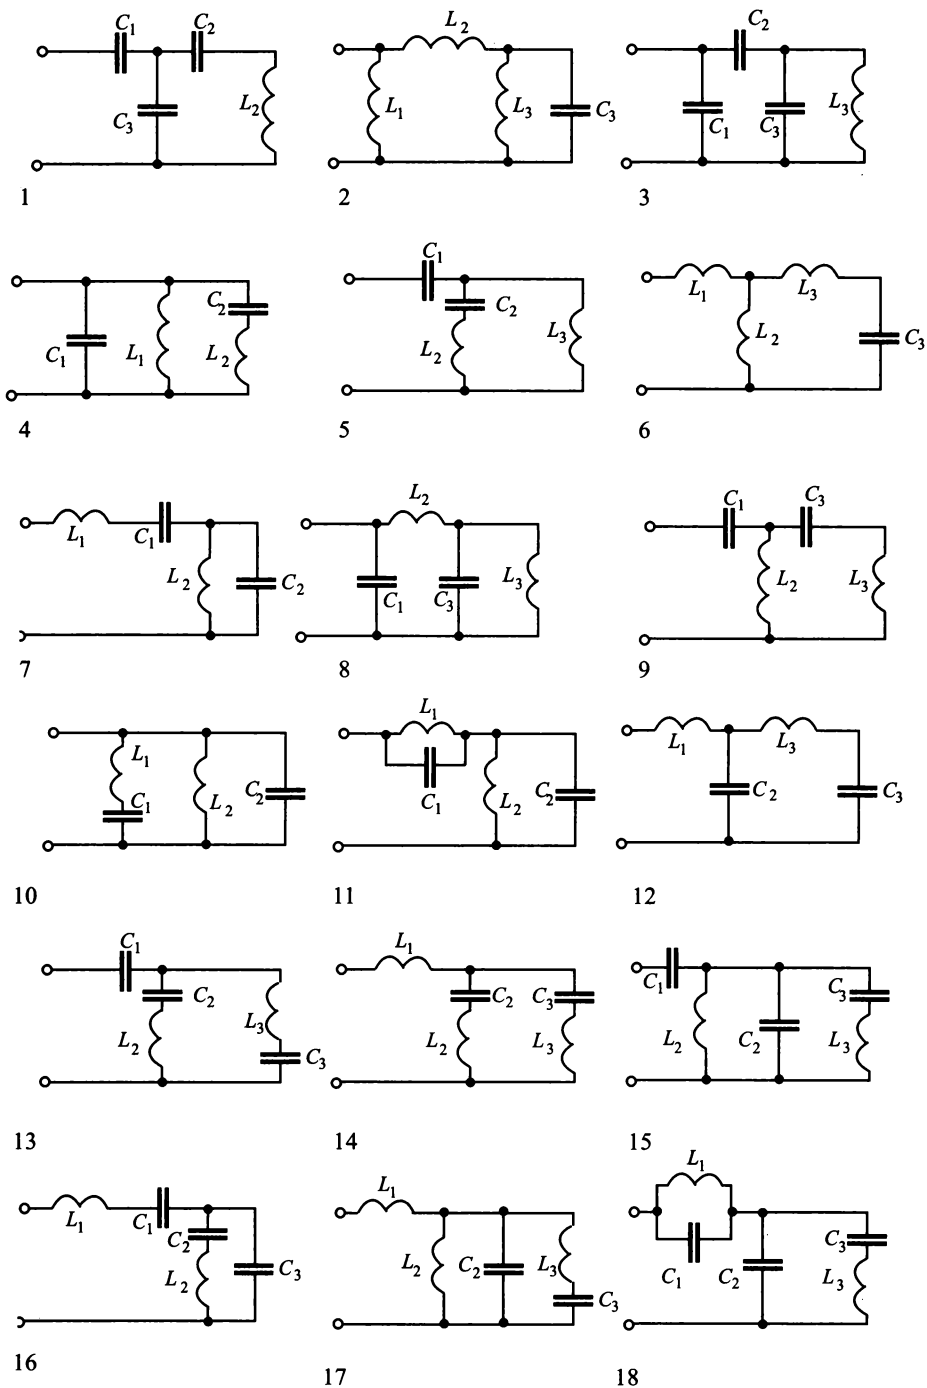 C1 C2
C3 L2
1
L2
L1 L3 C3
2
C2
C1 C3 L3
3
C1 L1 C2 L2
4
C1
C2
L2 L3
5
L1 L3
L2 C3
6
L1 C1
L2 C2
7
L2
C1 C3 L3
8
C1 C3
L2 L3
9
L1
C1 L2 C2
10
L1
C1 L2 C2
11
L1 L3
C2 C3
12
C1
C2
L2 L3
C3
13
L1
C2 C3
L2 L3
14
C1 C3
L2 C2 L3
15
L1 C1 C2
L2 C3
16
L1
L2 C2 L3
C3
17
L1
C3
C1 C2 L3
18